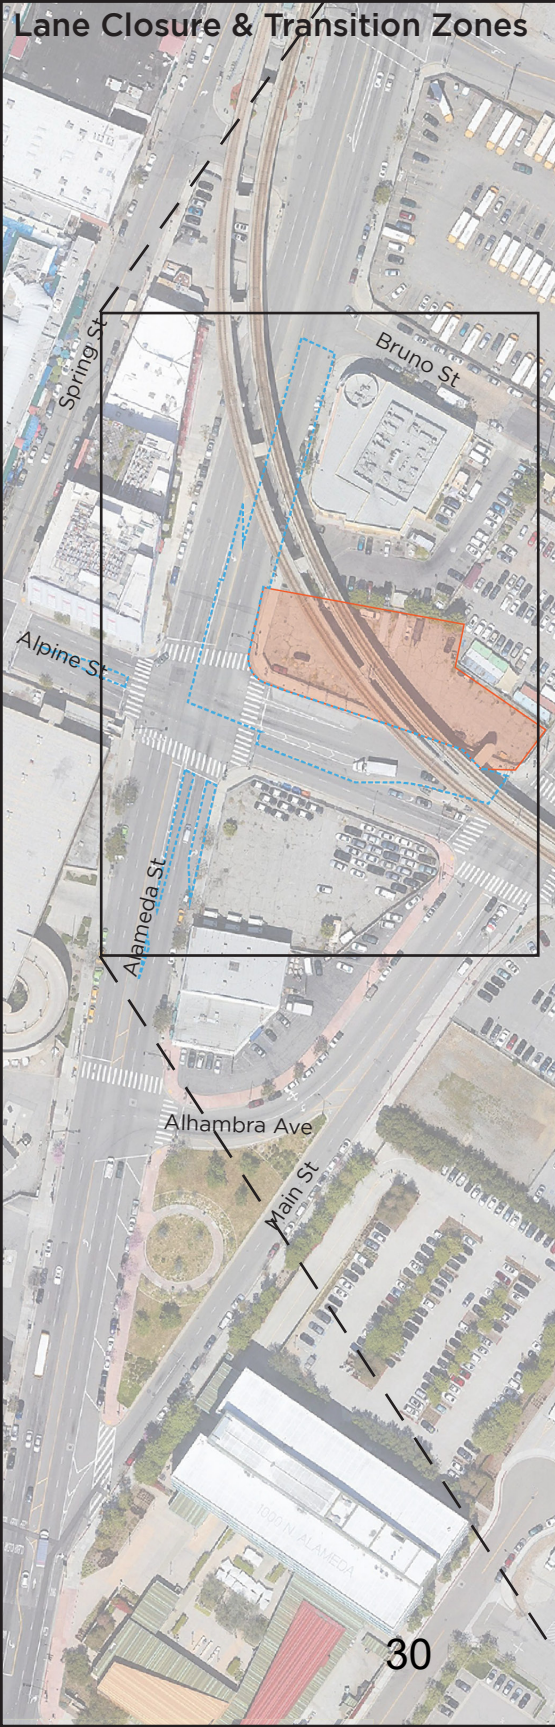 Lane Closure & Transition Zones
Spring St
Bruno St
Alpine St
Alameda St
Alhambra Ave
Main St
1000 N. ALAMEDA
30